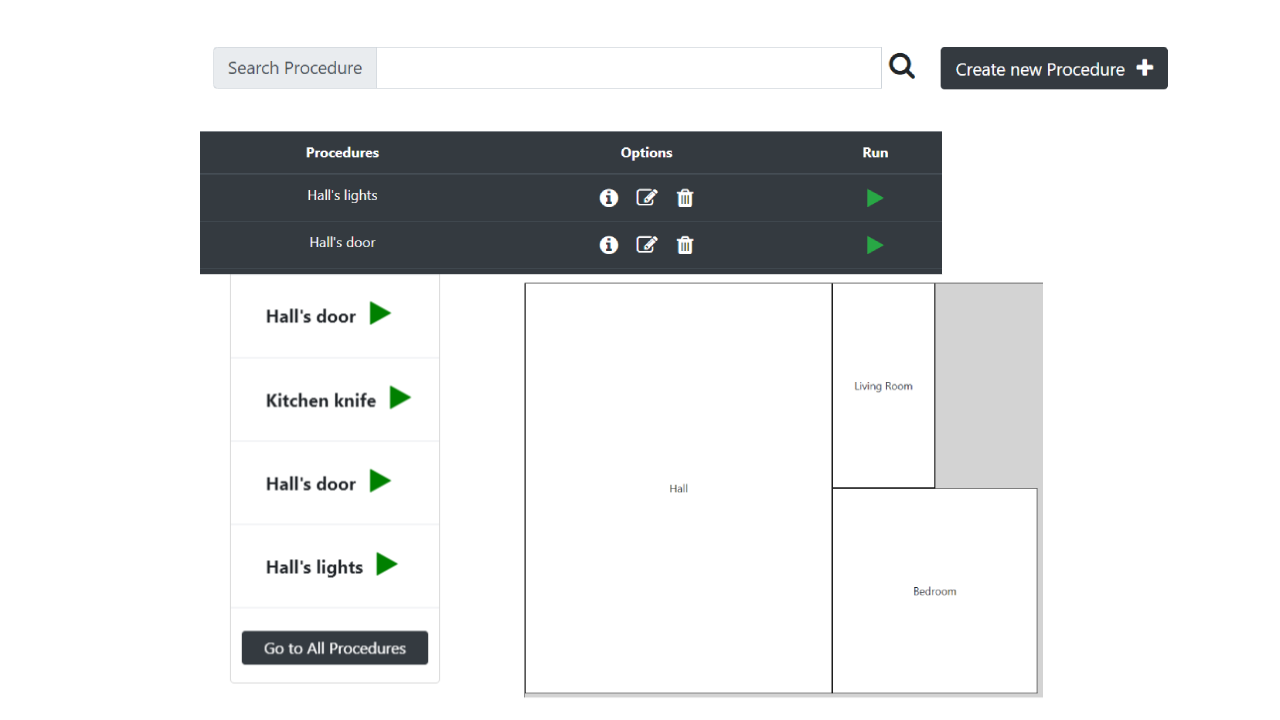 Search Procedure
Create new Procedure
Procedures Options Run
Hall's lights
Hall's door
Hall's door
Kitchen knife
Hall's door
Hall's lights
Go to All Procedures
Living Room
Hall
Bedroom